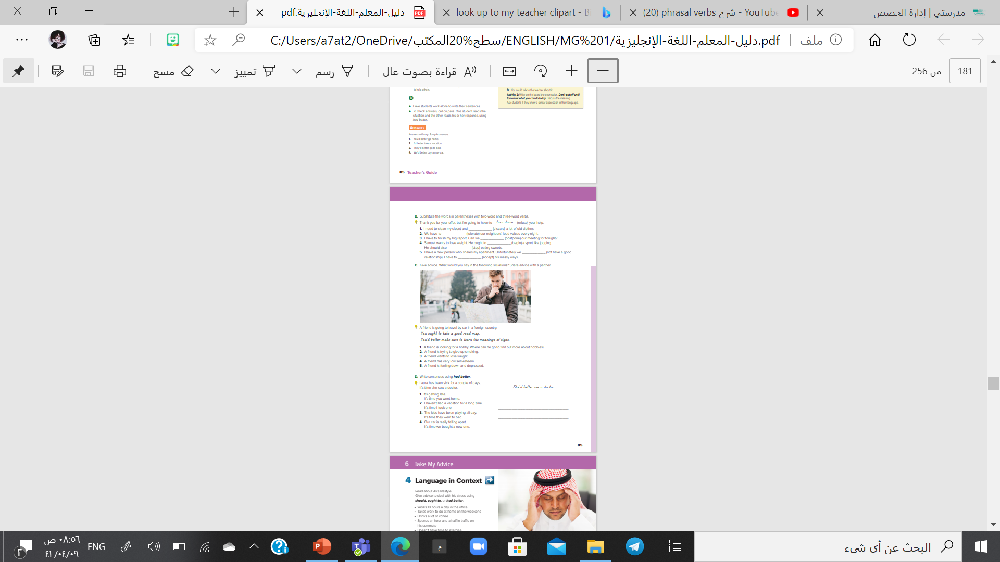 دليل-المعلم-اللغة-الإنجليزية.pdf
look up to my teacher clipart - Bi
(20) phrasal verbs شرح - YouTube
مدرستي | إدارة الحصص
C:/Users/a7at2/OneDrive/سطح%20المكتب/ENGLISH/MG%201/دليل-المعلم-اللغة-الإنجليزية.pdf
ملف
مسح
تمييز
رسم
قراءة بصوت عالٍ
181
من 256
to help others.
D
Have students work alone to write their sentences.
To check answers, call on pairs. One student reads the
situation and the other reads his or her response, using
had better.
Answers
Answers will vary. Sample answers:
1. You'd better go home.
2. I'd better take a vacation.
3. They'd better go to bed.
4. We'd better buy a new car.
D: You could talk to the teacher about it.
Activity 2: Write on the board the expression, Don't put off until
tomorrow what you can do today. Discuss the meaning.
Ask students if they know a similar expression in their language.
85 Teacher's Guide
B. Substitute the words in parentheses with two-word and three-word verbs.
Thank you for your offer, but I'm going to have to turn down (refuse) your help.
1. I need to clean my closet and ____________ (discard) a lot of old clothes.
2. We have to ____________ (tolerate) our neighbors' loud voices every night.
3. I have to finish my big report. Can we ____________ (postpone) our meeting for tonight?
4. Samuel wants to lose weight. He ought to ____________ (begin) a sport like jogging.
He should also ____________ (stop) eating sweets.
5. I have a new person who shares my apartment. Unfortunately we ____________ (not have a good
relationship). I have to ____________ (accept) his messy ways.
C. Give advice. What would you say in the following situations? Share advice with a partner.
A friend is going to travel by car in a foreign country.
You ought to take a good road map.
You'd better make sure to learn the meanings of signs.
1. A friend is looking for a hobby. Where can he go to find out more about hobbies?
2. A friend is trying to give up smoking.
3. A friend wants to lose weight.
4. A friend has very low self-esteem.
5. A friend is feeling down and depressed.
D. Write sentences using had better.
Laura has been sick for a couple of days.
It's time she saw a doctor.
She'd better see a doctor.
1. It's getting late.
It's time you went home.
2. I haven't had a vacation for a long time.
It's time I took one.
3. The kids have been playing all day.
It's time they went to bed.
4. Our car is really falling apart.
It's time we bought a new one.
85
6 Take My Advice
4 Language in Context
Read about Ali's lifestyle.
Give advice to deal with his stress using
should, ought to, or had better.
• Works 10 hours a day in the office
• Takes work to do at home on the weekend
• Drinks a lot of coffee
• Spends an hour and a half in traffic on
his commute
• Doesn't have time to exercise
٠٨:٥٦ ص
٤٢/٠٤/٠٩
٣
ENG
البحث عن أي شيء